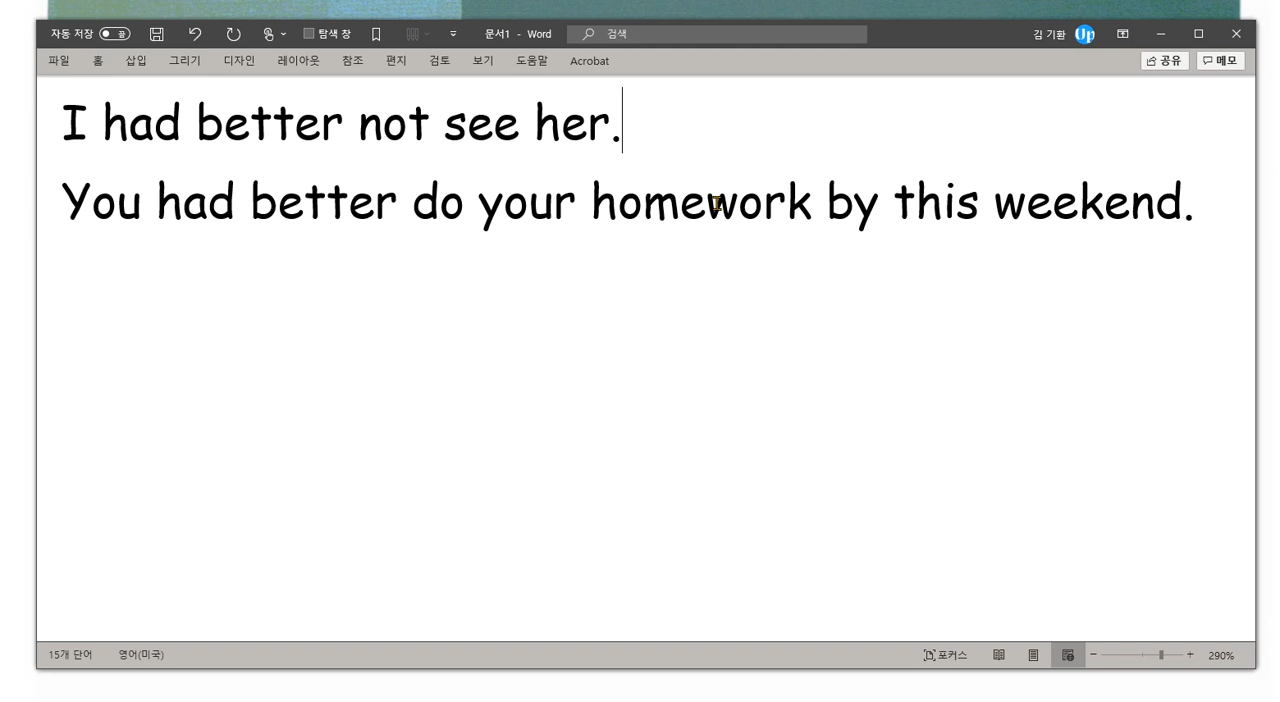 자동 저장 끔 탐색 창 문서1 - Word 검색 김 기환 Up
파일 홈 삽입 그리기 디자인 레이아웃 참조 편지 검토 보기 도움말 Acrobat 공유 메모
I had better not see her.
You had better do your homework by this weekend.
15개 단어 영어(미국) 포커스 290%